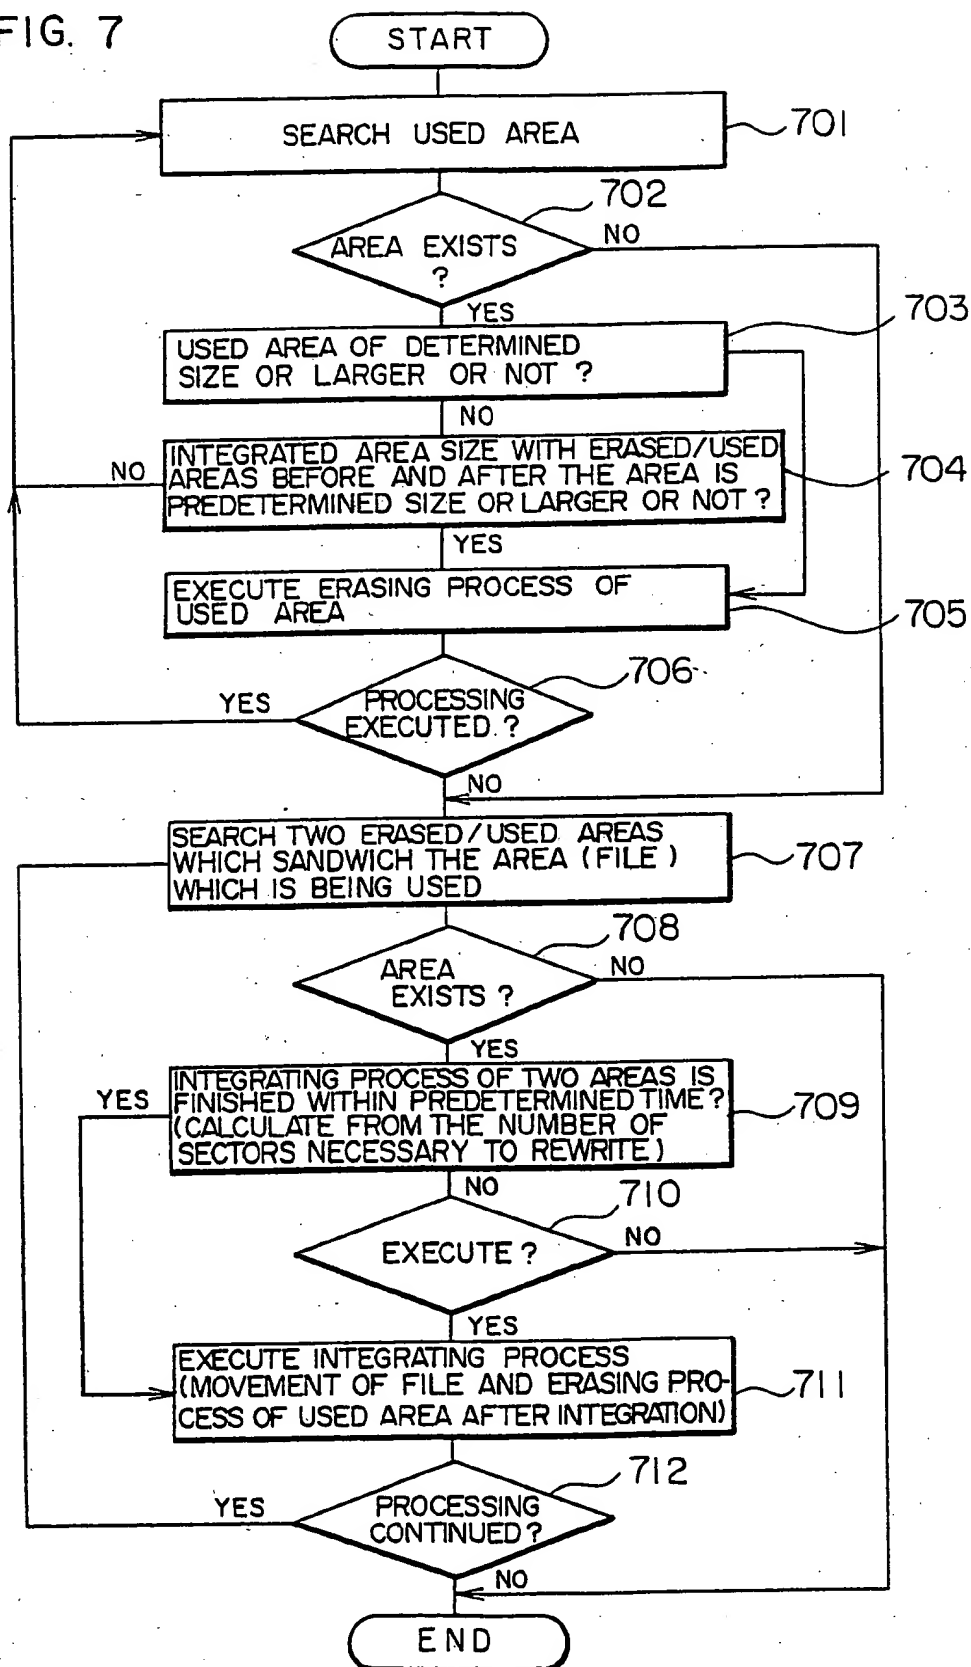 FIG. 7
START
SEARCH USED AREA
701
702
AREA EXISTS
?
NO
YES
703
USED AREA OF DETERMINED
SIZE OR LARGER OR NOT ?
NO
INTEGRATED AREA SIZE WITH ERASED/USED
AREAS BEFORE AND AFTER THE AREA IS
PREDETERMINED SIZE OR LARGER OR NOT ?
NO
704
YES
EXECUTE ERASING PROCESS OF
USED AREA
705
706
PROCESSING
EXECUTED. ?
YES
NO
SEARCH TWO ERASED/USED AREAS
WHICH SANDWICH THE AREA (FILE)
WHICH IS BEING USED
707
708
AREA
EXISTS ?
NO
YES
INTEGRATING PROCESS OF TWO AREAS IS
FINISHED WITHIN PREDETERMINED TIME?
(CALCULATE FROM THE NUMBER OF
SECTORS NECESSARY TO REWRITE)
YES
709
NO
710
EXECUTE ?
NO
YES
EXECUTE INTEGRATING PROCESS
(MOVEMENT OF FILE AND ERASING PRO-
CESS OF USED AREA AFTER INTEGRATION)
711
712
PROCESSING
CONTINUED ?
YES
NO
END